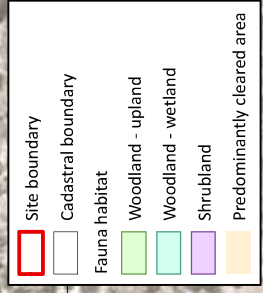 Site boundary
Cadastral boundary
Fauna habitat
Woodland - upland
Woodland - wetland
Shrubland
Predominantly cleared area